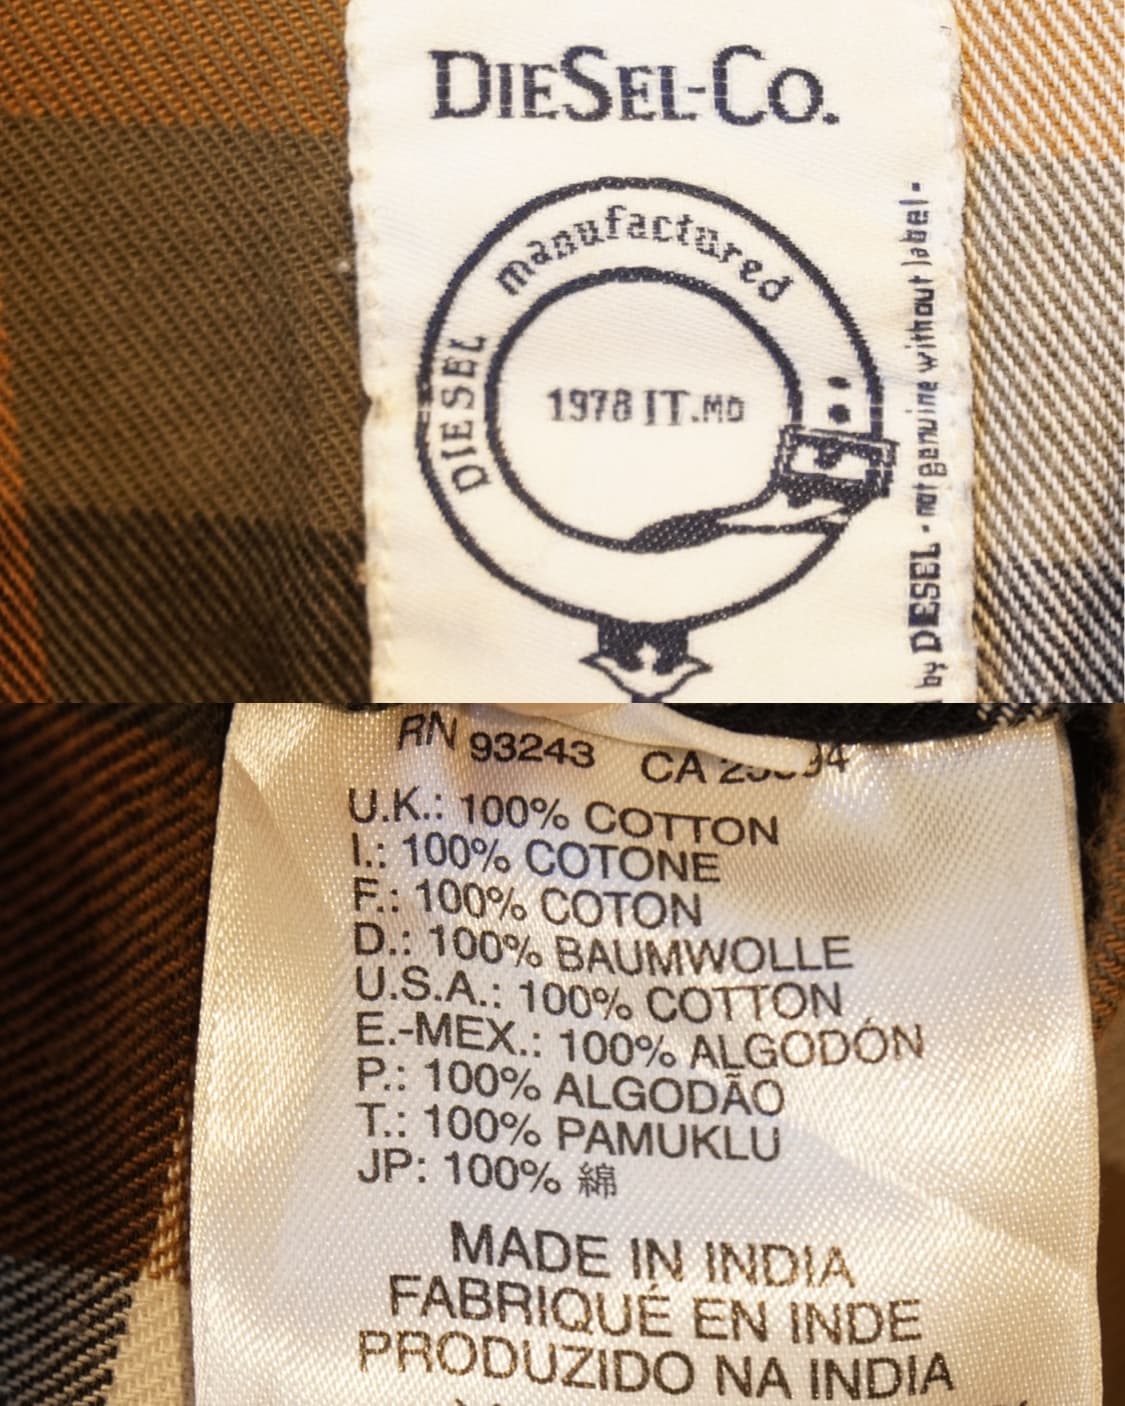 DIESEL-CO.
manufactured
DIESEL
1978 IT.MD
by DIESEL · not genuine without label ·
RN 93243 CA
U.K.: 100% COTTON
I.: 100% COTONE
F.: 100% COTON
D.: 100% BAUMWOLLE
U.S.A.: 100% COTTON
E.-MEX.: 100% ALGODÓN
P.: 100% ALGODÃO
T.: 100% PAMUKLU
JP: 100% 綿
MADE IN INDIA
FABRIQUÉ EN INDE
PRODUZIDO NA INDIA